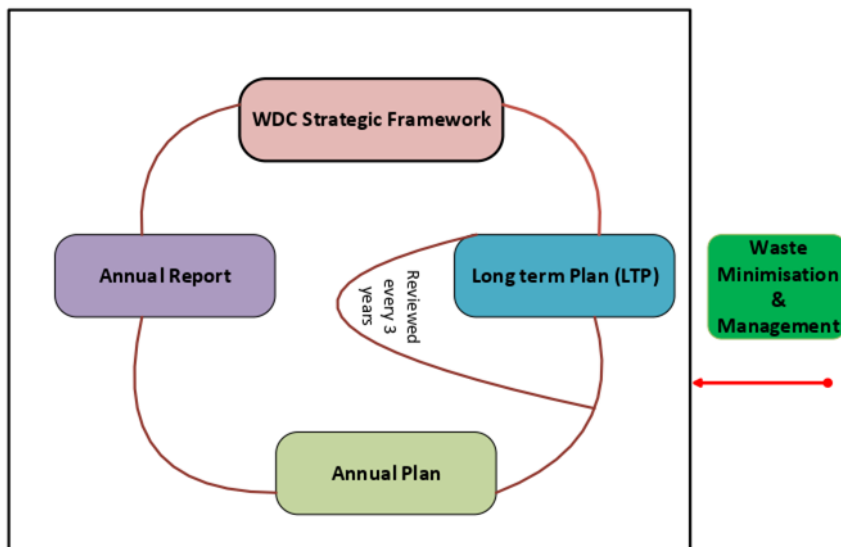 WDC Strategic Framework
Annual Report
Reviewed
every 3
years
Long term Plan (LTP)
Waste
Minimisation
&
Management
Annual Plan